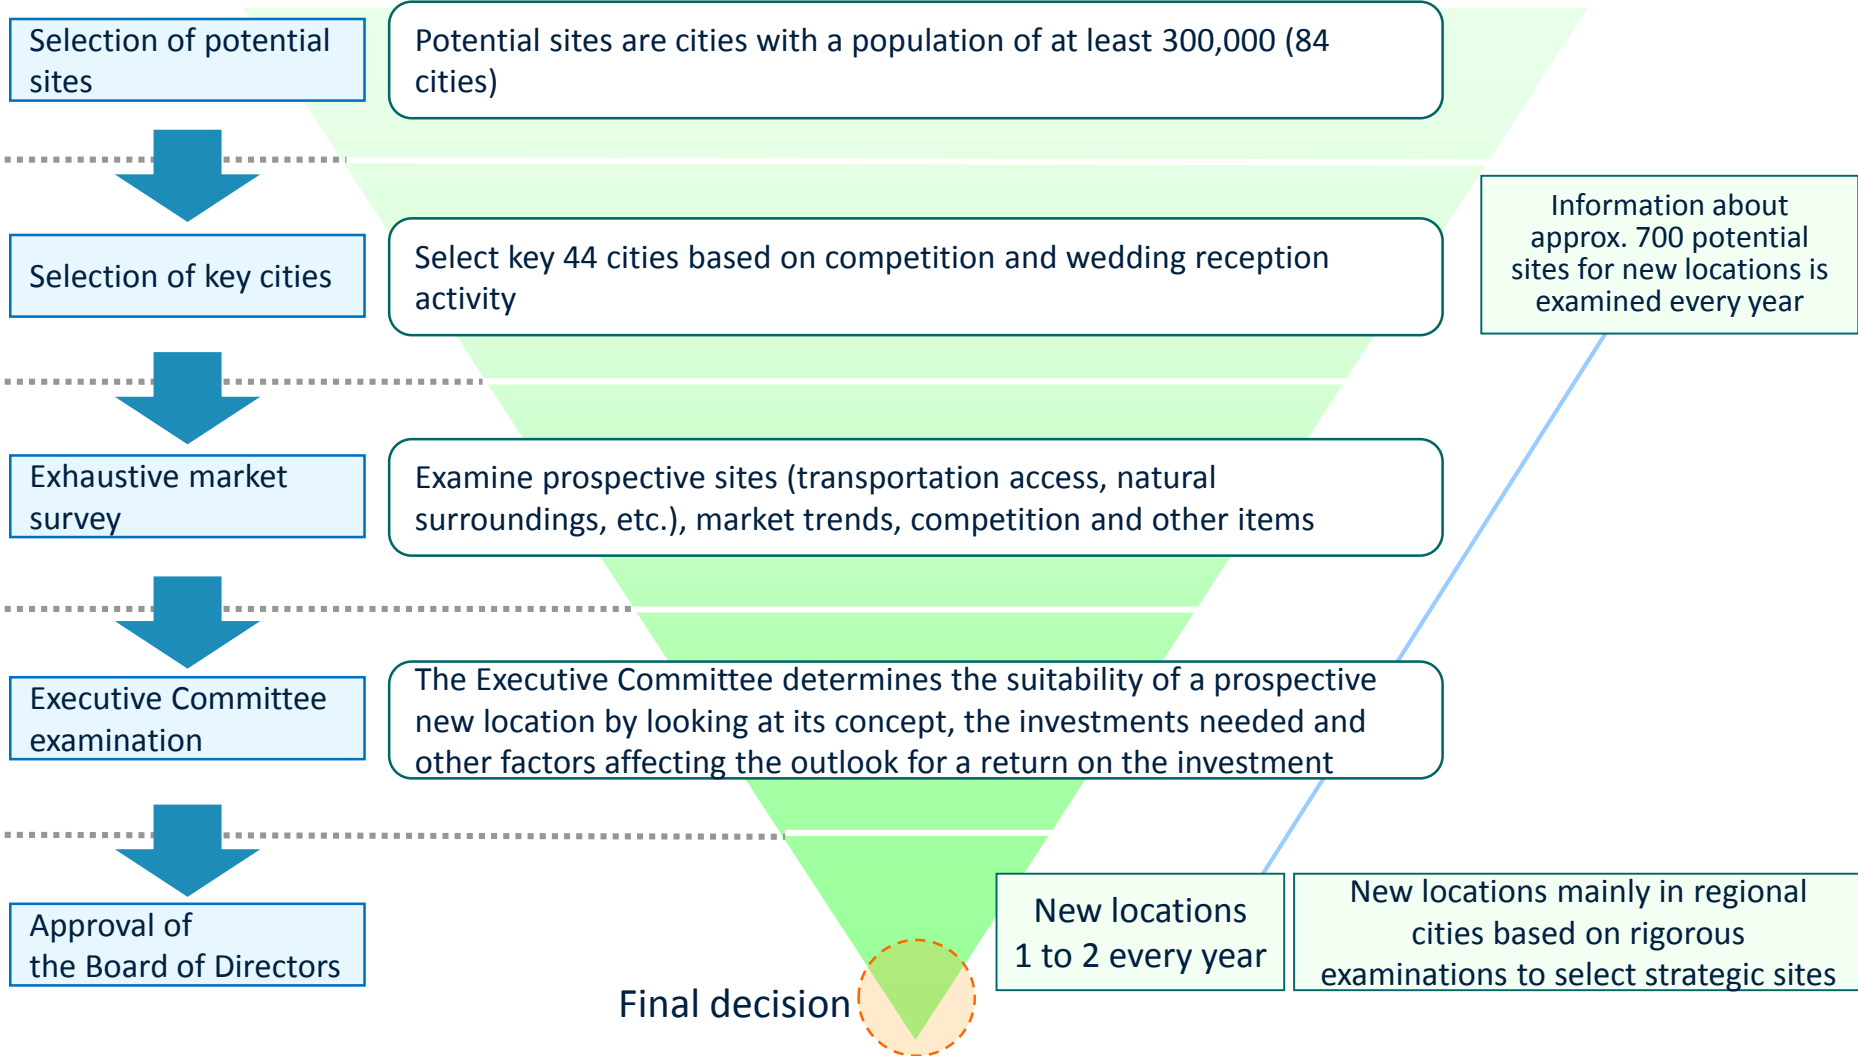 Selection of potential
sites
Potential sites are cities with a population of at least 300,000 (84
cities)
Selection of key cities
Select key 44 cities based on competition and wedding reception
activity
Information about
approx. 700 potential
sites for new locations is
examined every year
Exhaustive market
survey
Examine prospective sites (transportation access, natural
surroundings, etc.), market trends, competition and other items
Executive Committee
examination
The Executive Committee determines the suitability of a prospective
new location by looking at its concept, the investments needed and
other factors affecting the outlook for a return on the investment
Approval of
the Board of Directors
Final decision
New locations
1 to 2 every year
New locations mainly in regional
cities based on rigorous
examinations to select strategic sites